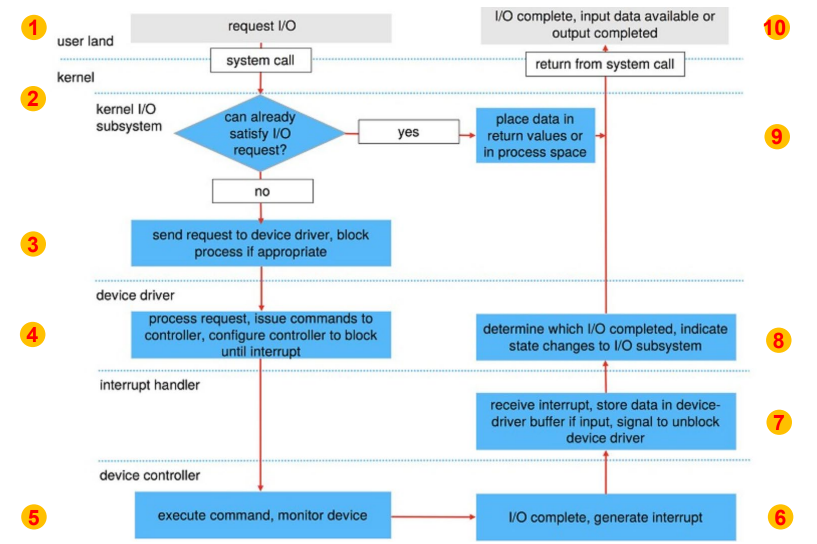 1
request I/O
I/O complete, input data available or
output completed
10
user land
system call
return from system call
kernel
2
kernel I/O
subsystem
can already
satisfy I/O
request?
yes
place data in
return values or
in process space
9
no
3
send request to device driver, block
process if appropriate
device driver
4
process request, issue commands to
controller, configure controller to block
until interrupt
determine which I/O completed, indicate
state changes to I/O subsystem
8
interrupt handler
receive interrupt, store data in device-
driver buffer if input, signal to unblock
device driver
7
device controller
5
execute command, monitor device
I/O complete, generate interrupt
6